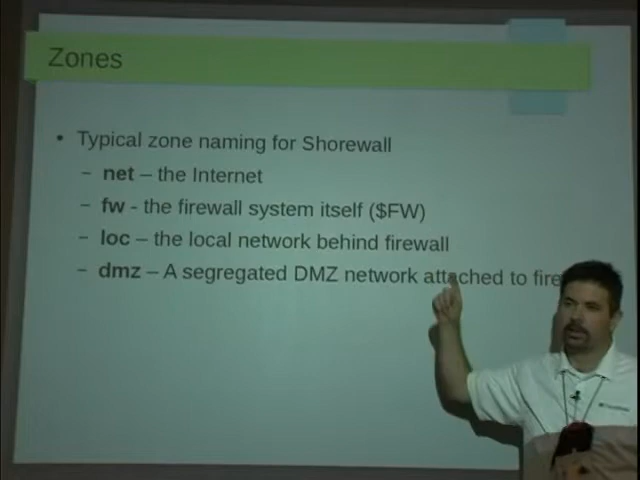 Zones
• Typical zone naming for Shorewall
– net – the Internet
– fw - the firewall system itself ($FW)
– loc – the local network behind firewall
– dmz – A segregated DMZ network attached to fire